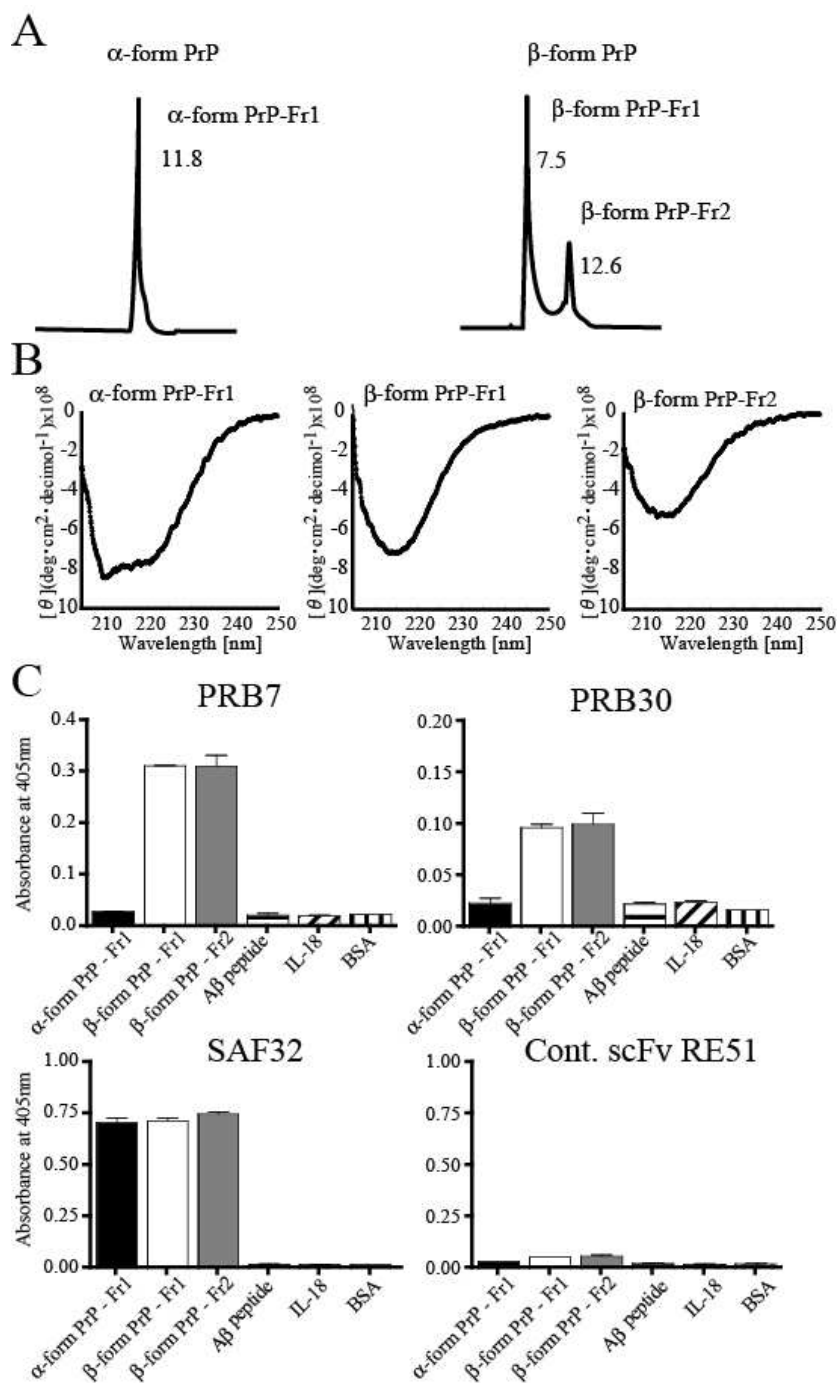 A
α-form PrP
β-form PrP
α-form PrP-Fr1
11.8
β-form PrP-Fr1
7.5
β-form PrP-Fr2
12.6
B
[θ](deg·cm²·decimol⁻¹)x10⁸
α-form PrP-Fr1
0
-2
-4
-6
-8
10
210 220 230 240 250
Wavelength [nm]
[θ](deg·cm²·decimol⁻¹)x10⁸
β-form PrP-Fr1
0
-2
-4
-6
-8
10
210 220 230 240 250
Wavelength [nm]
[θ](deg·cm²·decimol⁻¹)x10⁸
β-form PrP-Fr2
0
-2
-4
-6
-8
10
210 220 230 240 250
Wavelength [nm]
C
PRB7
Absorbance at 405nm
0.4
0.3
0.2
0.1
0.0
α-form PrP - Fr1
β-form PrP - Fr1
β-form PrP - Fr2
Aβ peptide
IL-18
BSA
PRB30
0.20
0.15
0.10
0.05
0.00
α-form PrP - Fr1
β-form PrP - Fr1
β-form PrP - Fr2
Aβ peptide
IL-18
BSA
SAF32
Absorbance at 405nm
1.00
0.75
0.50
0.25
0.00
α-form PrP - Fr1
β-form PrP - Fr1
β-form PrP - Fr2
Aβ peptide
IL-18
BSA
Cont. scFv RE51
1.00
0.75
0.50
0.25
0.00
α-form PrP - Fr1
β-form PrP - Fr1
β-form PrP - Fr2
Aβ peptide
IL-18
BSA